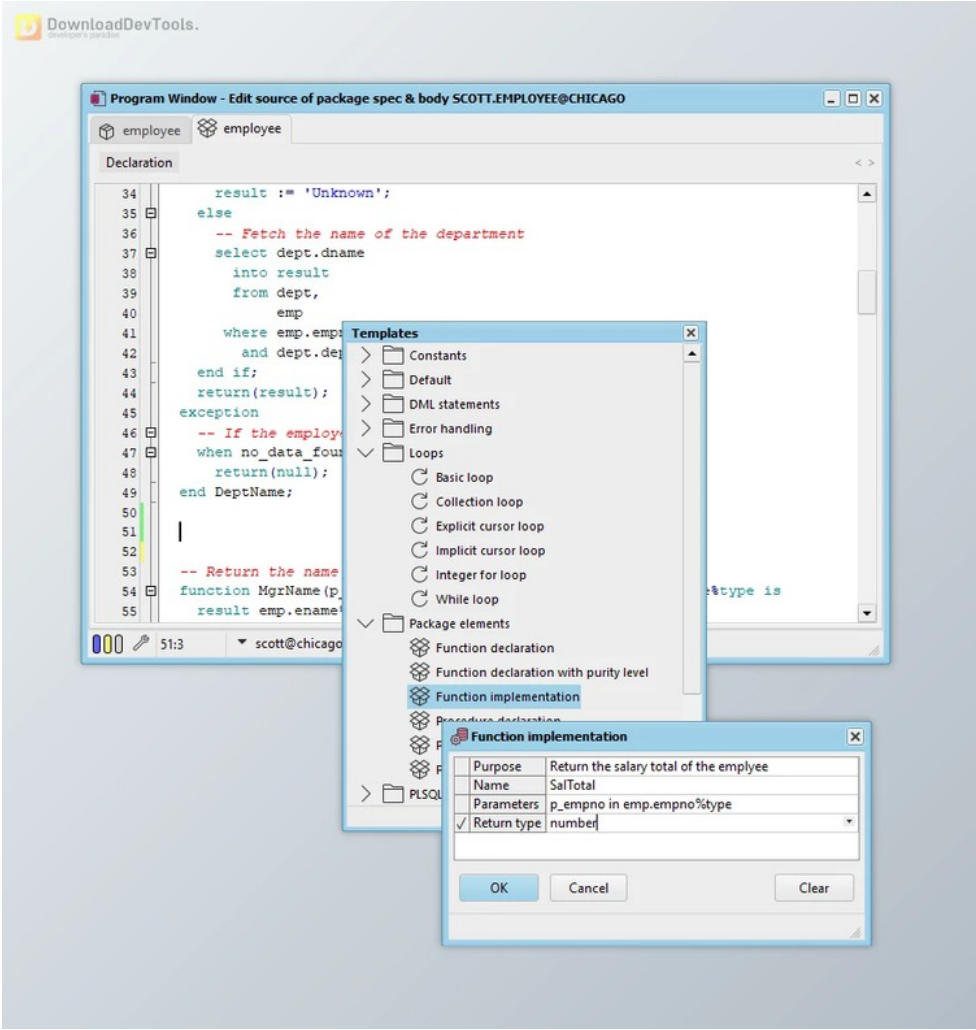 DownloadDevTools.
developer's paradise
Program Window - Edit source of package spec & body SCOTT.EMPLOYEE@CHICAGO
employee
employee
Declaration
< >
34 result := 'Unknown';
35 else
36 -- Fetch the name of the department
37 select dept.dname
38 into result
39 from dept,
40 emp
41 where emp.emp
42 and dept.de
43 end if;
44 return(result);
45 exception
46 -- If the employ
47 when no_data_fou
48 return(null);
49 end DeptName;
50
51
52
53 -- Return the name
54 function MgrName(p_ %type is
55 result emp.ename
51:3
scott@chicago
Templates
Constants
Default
DML statements
Error handling
Loops
Basic loop
Collection loop
Explicit cursor loop
Implicit cursor loop
Integer for loop
While loop
Package elements
Function declaration
Function declaration with purity level
Function implementation
Procedure declaration
P
P
PLSQL
Function implementation
Purpose Return the salary total of the emplyee
Name SalTotal
Parameters p_empno in emp.empno%type
Return type number
OK
Cancel
Clear